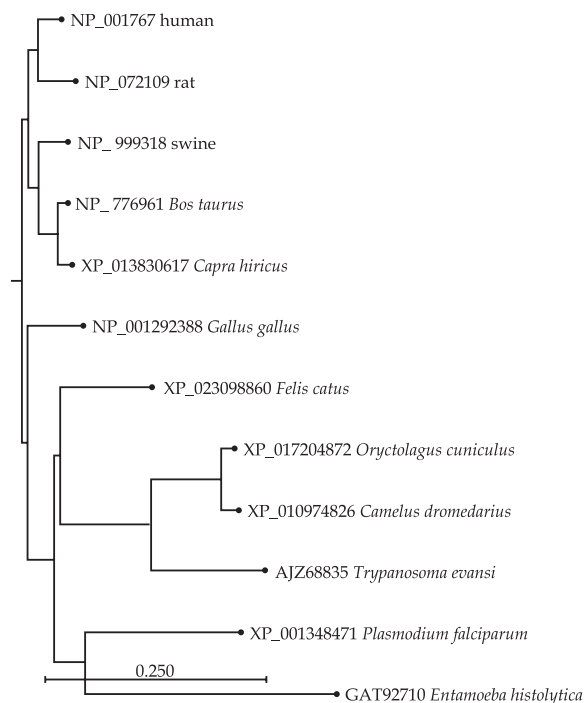 NP_001767 human
NP_072109 rat
NP_ 999318 swine
NP_ 776961 Bos taurus
XP_013830617 Capra hiricus
NP_001292388 Gallus gallus
XP_023098860 Felis catus
XP_017204872 Oryctolagus cuniculus
XP_010974826 Camelus dromedarius
AJZ68835 Trypanosoma evansi
XP_001348471 Plasmodium falciparum
0.250
GAT92710 Entamoeba histolytica